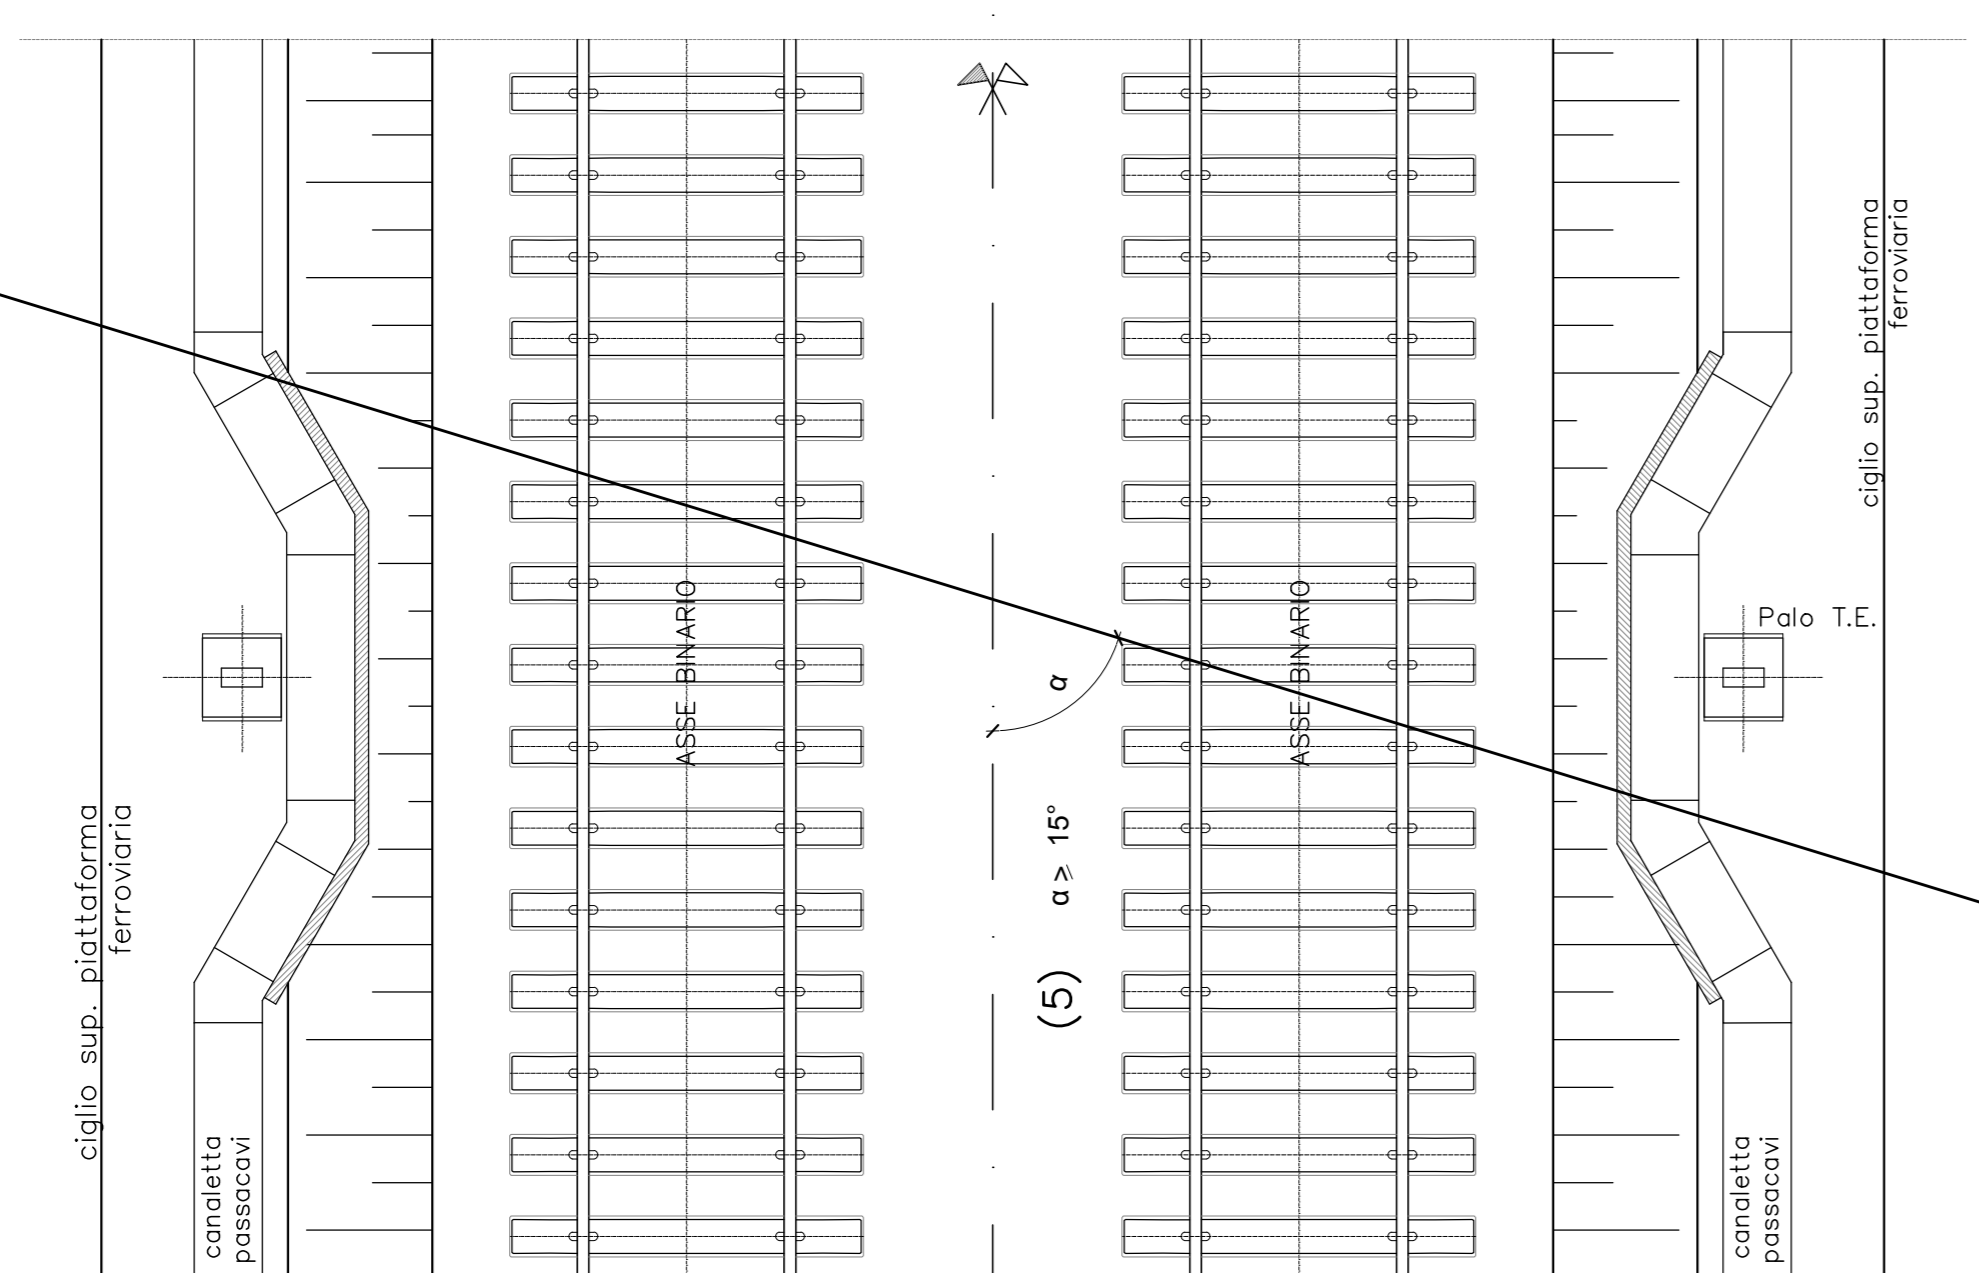 ciglio sup. piattaforma
ferroviaria
canaletta
passacavi
ASSE BINARIO
α
α ⩾ 15°
(5)
ASSE BINARIO
Palo T.E.
ciglio sup. piattaforma
ferroviaria
canaletta
passacavi